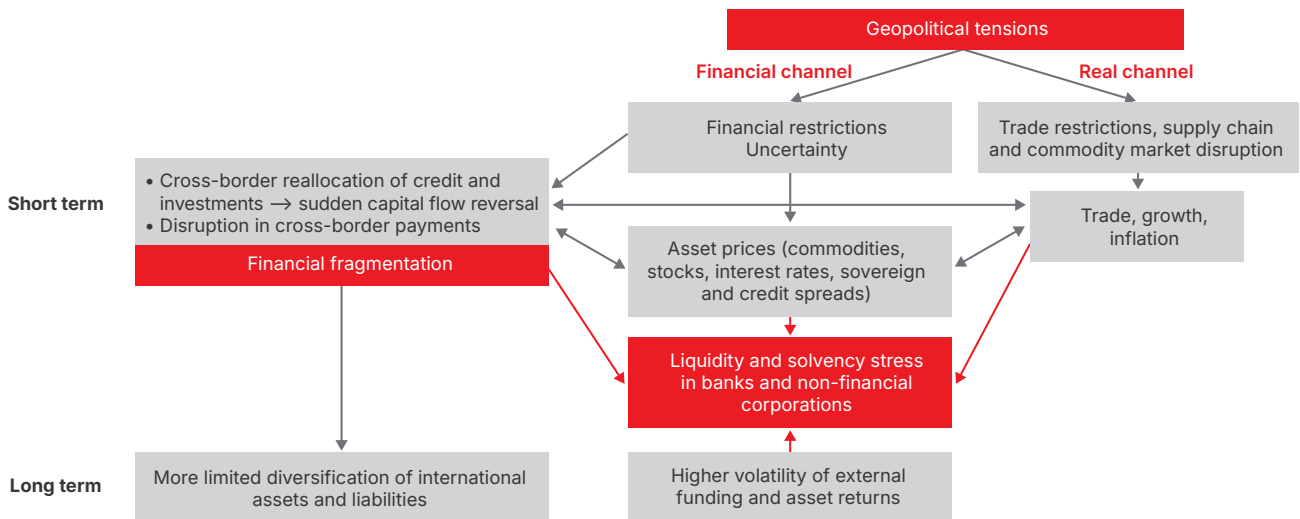 Geopolitical tensions
Financial channel
Real channel
Financial restrictions
Uncertainty
Trade restrictions, supply chain
and commodity market disruption
Short term
• Cross-border reallocation of credit and
investments → sudden capital flow reversal
• Disruption in cross-border payments
Financial fragmentation
Asset prices (commodities,
stocks, interest rates, sovereign
and credit spreads)
Trade, growth,
inflation
Liquidity and solvency stress
in banks and non-financial
corporations
Long term
More limited diversification of international
assets and liabilities
Higher volatility of external
funding and asset returns